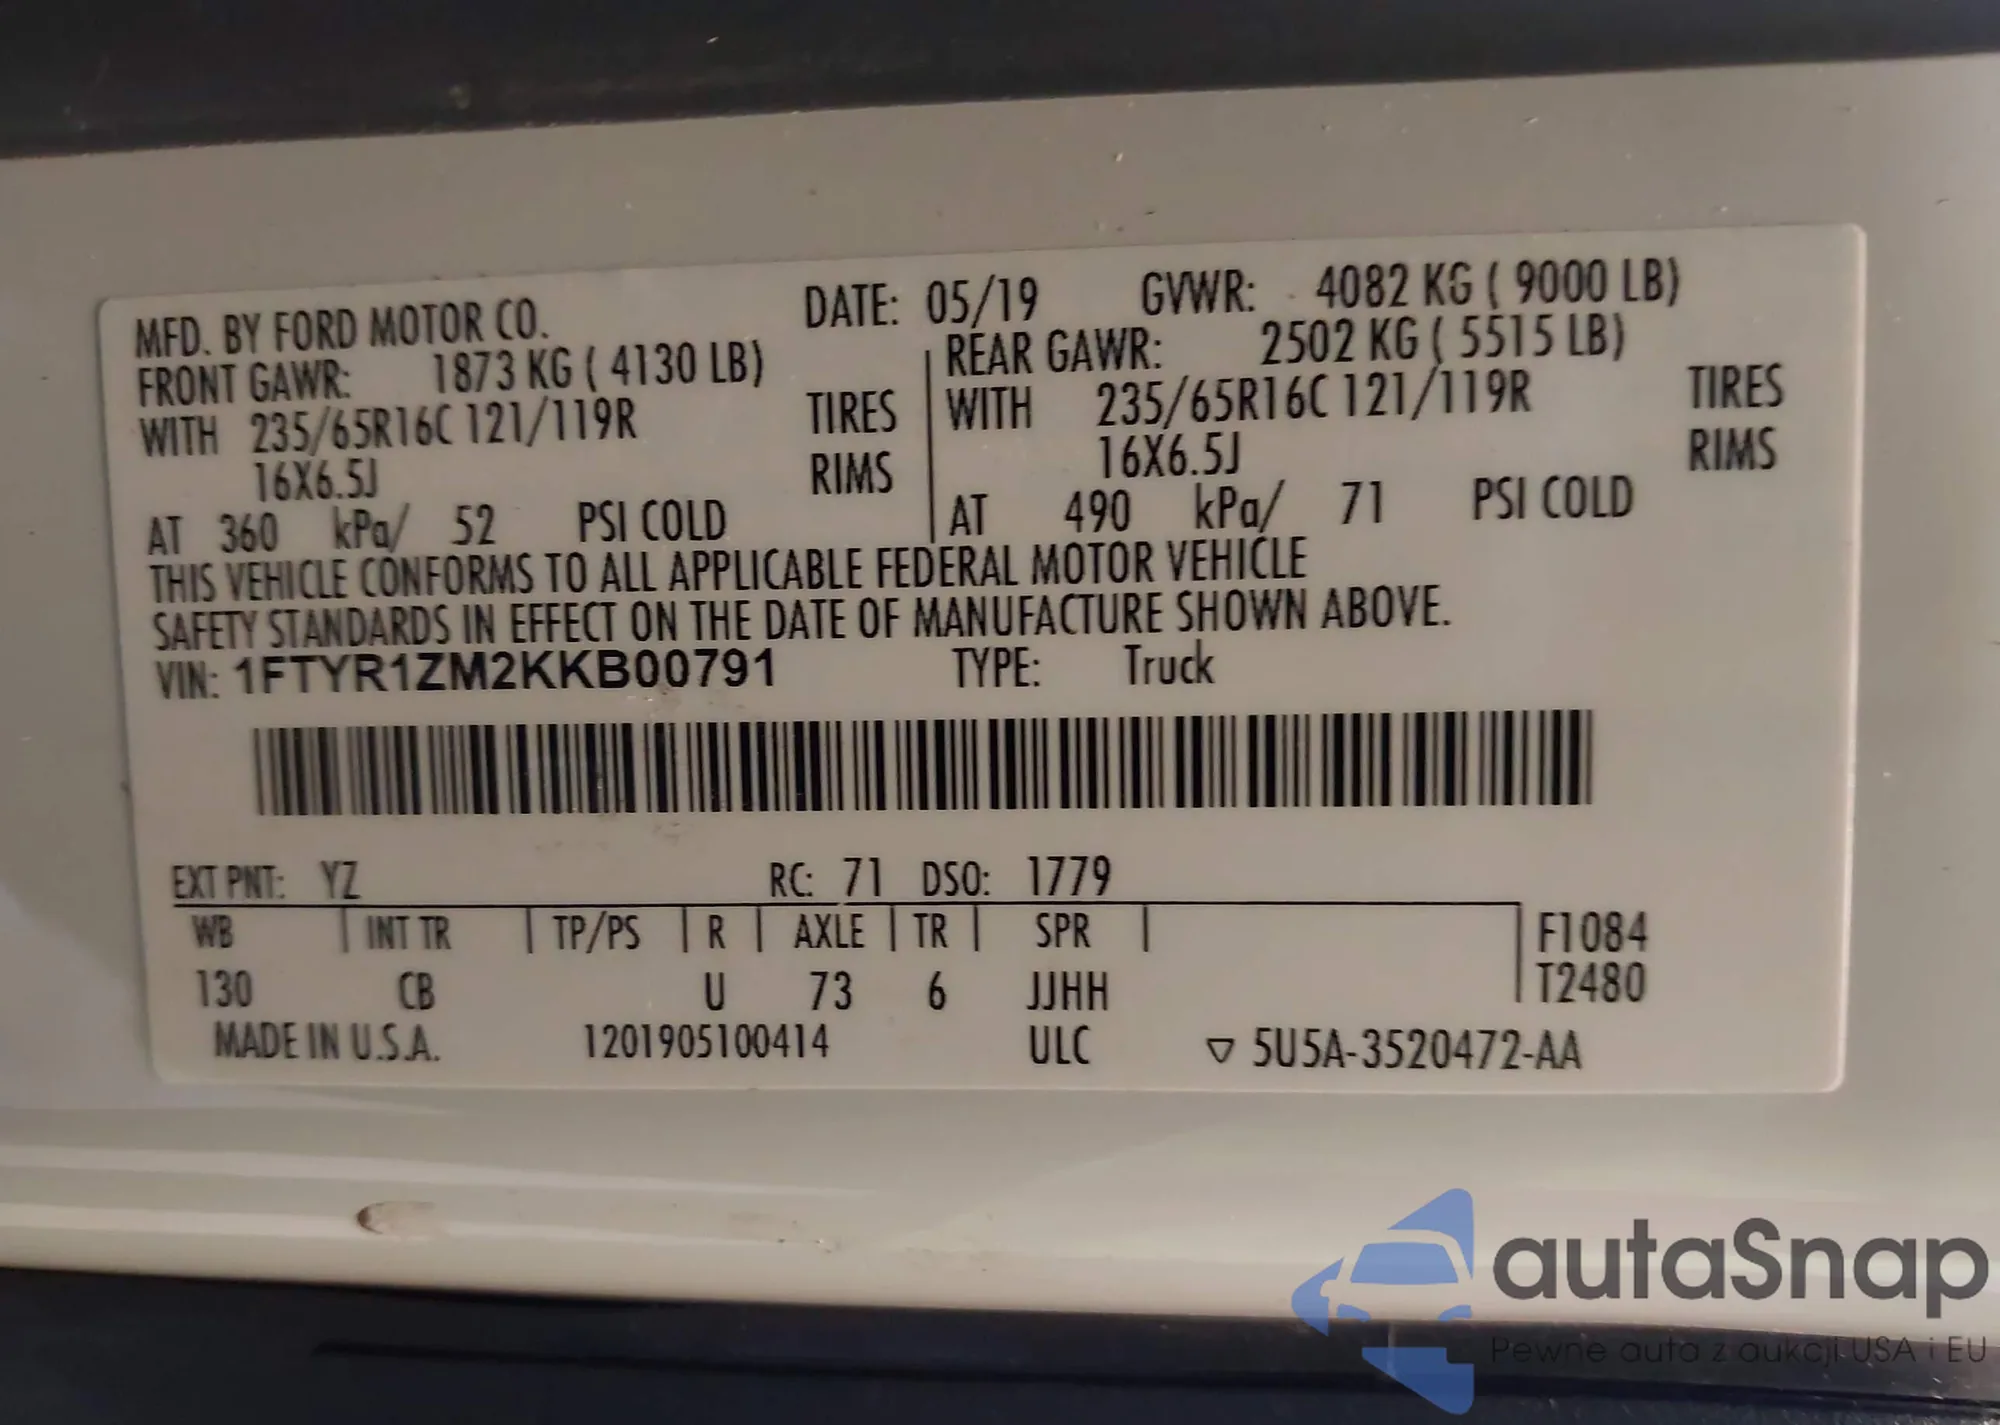 MFD. BY FORD MOTOR CO. DATE: 05/19 GVWR: 4082 KG ( 9000 LB)
FRONT GAWR: 1873 KG ( 4130 LB) REAR GAWR: 2502 KG ( 5515 LB)
WITH 235/65R16C 121/119R TIRES WITH 235/65R16C 121/119R TIRES
16X6.5J RIMS 16X6.5J RIMS
AT 360 kPa/ 52 PSI COLD AT 490 kPa/ 71 PSI COLD
THIS VEHICLE CONFORMS TO ALL APPLICABLE FEDERAL MOTOR VEHICLE
SAFETY STANDARDS IN EFFECT ON THE DATE OF MANUFACTURE SHOWN ABOVE.
VIN: 1FTYR1ZM2KKB00791 TYPE: Truck
EXT PNT: YZ RC: 71 DSO: 1779
WB INT TR TP/PS R AXLE TR SPR F1084
130 CB U 73 6 JJHH T2480
MADE IN U.S.A. 1201905100414 ULC ▽ 5U5A-3520472-AA
autaSnap
Pewne auta z aukcji USA i EU